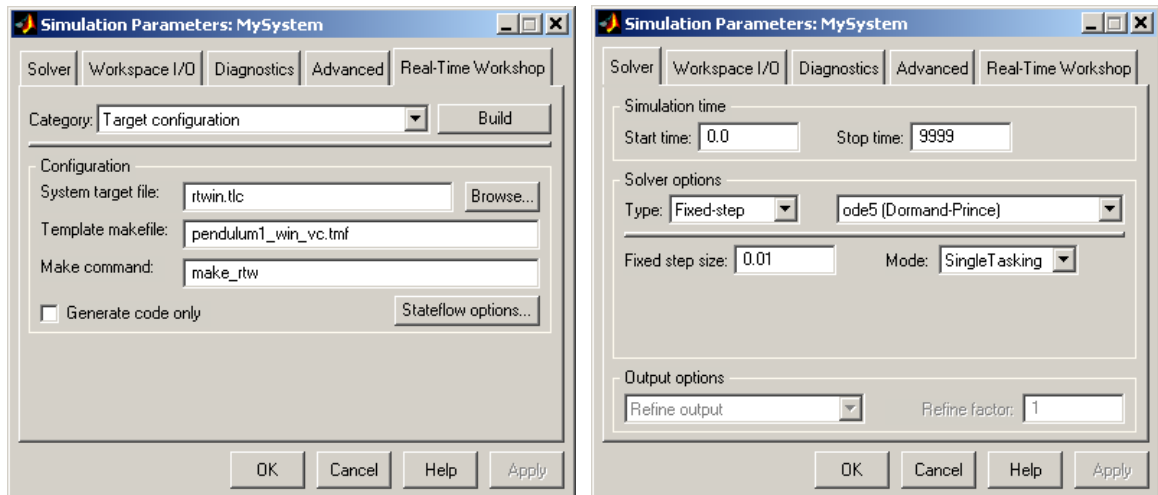 Simulation Parameters: MySystem
Solver Workspace I/O Diagnostics Advanced Real-Time Workshop
Category: Target configuration Build
Configuration
System target file: rtwin.tlc Browse...
Template makefile: pendulum1_win_vc.tmf
Make command: make_rtw
Generate code only Stateflow options...
OK Cancel Help Apply
Simulation Parameters: MySystem
Solver Workspace I/O Diagnostics Advanced Real-Time Workshop
Simulation time
Start time: 0.0 Stop time: 9999
Solver options
Type: Fixed-step ode5 (Dormand-Prince)
Fixed step size: 0.01 Mode: SingleTasking
Output options
Refine output Refine factor: 1
OK Cancel Help Apply